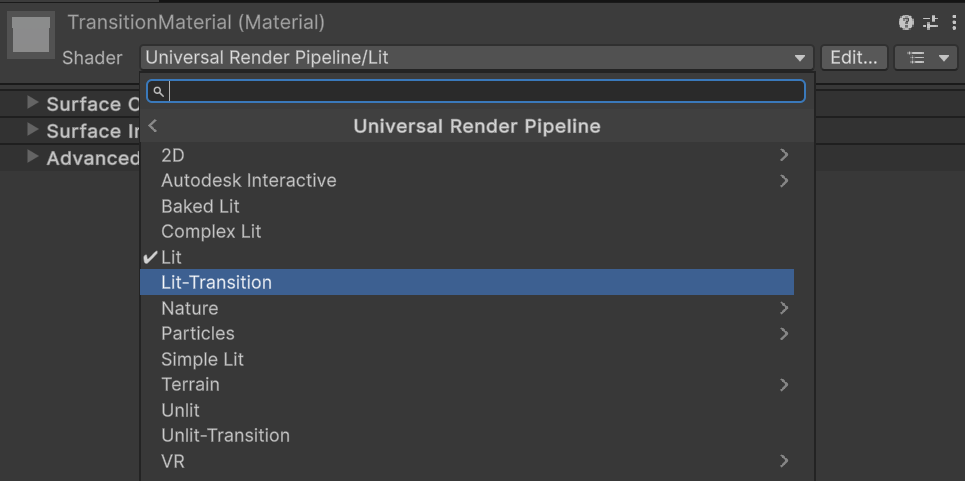 TransitionMaterial (Material)
Shader Universal Render Pipeline/Lit Edit...
Surface O
Surface In
Advanced
Universal Render Pipeline
2D
Autodesk Interactive
Baked Lit
Complex Lit
Lit
Lit-Transition
Nature
Particles
Simple Lit
Terrain
Unlit
Unlit-Transition
VR